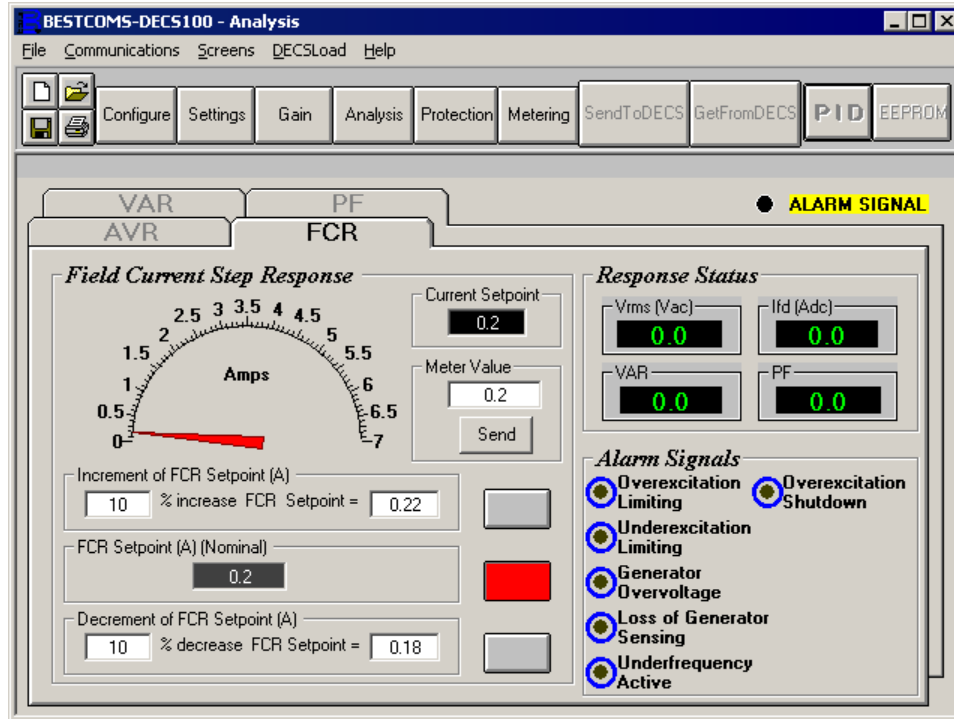 BESTCOMS-DECS100 - Analysis
File Communications Screens DECSLoad Help
Configure Settings Gain Analysis Protection Metering SendToDECS GetFromDECS PID EEPROM
VAR PF
ALARM SIGNAL
AVR FCR
Field Current Step Response
0 0.5 1 1.5 2 2.5 3 3.5 4 4.5 5 5.5 6 6.5 7
Amps
Current Setpoint
0.2
Meter Value
0.2
Send
Increment of FCR Setpoint (A)
10 % increase FCR Setpoint = 0.22
FCR Setpoint (A) (Nominal)
0.2
Decrement of FCR Setpoint (A)
10 % decrease FCR Setpoint = 0.18
Response Status
Vrms (Vac) Ifd (Adc)
0.0 0.0
VAR PF
0.0 0.0
Alarm Signals
Overexcitation Limiting
Overexcitation Shutdown
Underexcitation Limiting
Generator Overvoltage
Loss of Generator Sensing
Underfrequency Active